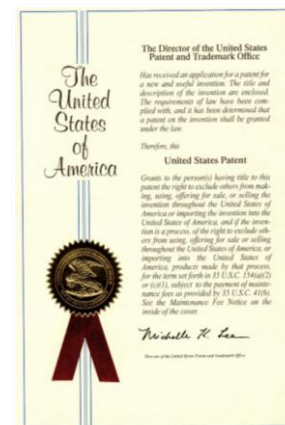 The
United
States
of
America
The Director of the United States
Patent and Trademark Office
Has received an application for a patent for
a new and useful invention. The title and
description of the invention are enclosed.
The requirements of law have been com-
plied with, and it has been determined that
a patent on the invention shall be granted
under the law.
Therefore, this
United States Patent
Grants to the person(s) having title to this
patent the right to exclude others from mak-
ing, using, offering for sale, or selling the
invention throughout the United States of
America or importing the invention into the
United States of America, and if the inven-
tion is a process, of the right to exclude oth-
ers from using, offering for sale or selling
throughout the United States of America, or
importing into the United States of
America, products made by that process,
for the term set forth in 35 U.S.C. 154(a)(2)
or (c)(1), subject to the payment of mainte-
nance fees as provided by 35 U.S.C. 41(b).
See the Maintenance Fee Notice on the
inside of the cover.
Michelle K. Lee
Director of the United States Patent and Trademark Office